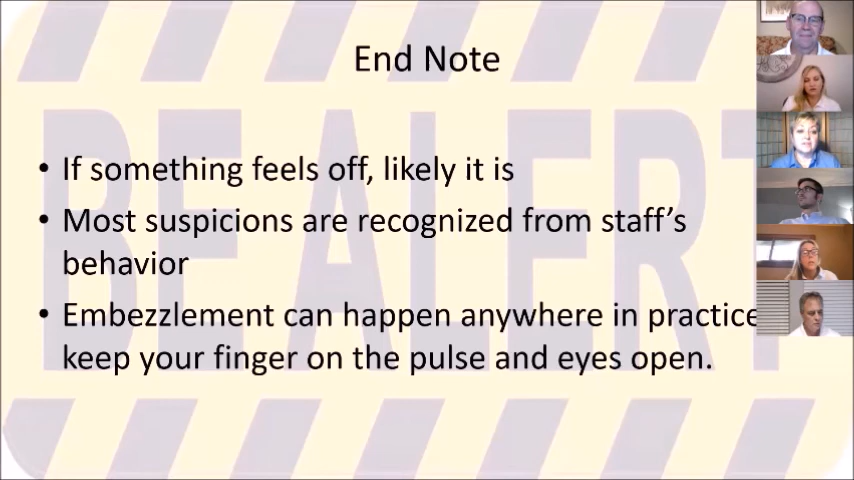 End Note
• If something feels off, likely it is
• Most suspicions are recognized from staff's
behavior
• Embezzlement can happen anywhere in practice
keep your finger on the pulse and eyes open.
BE ALERT